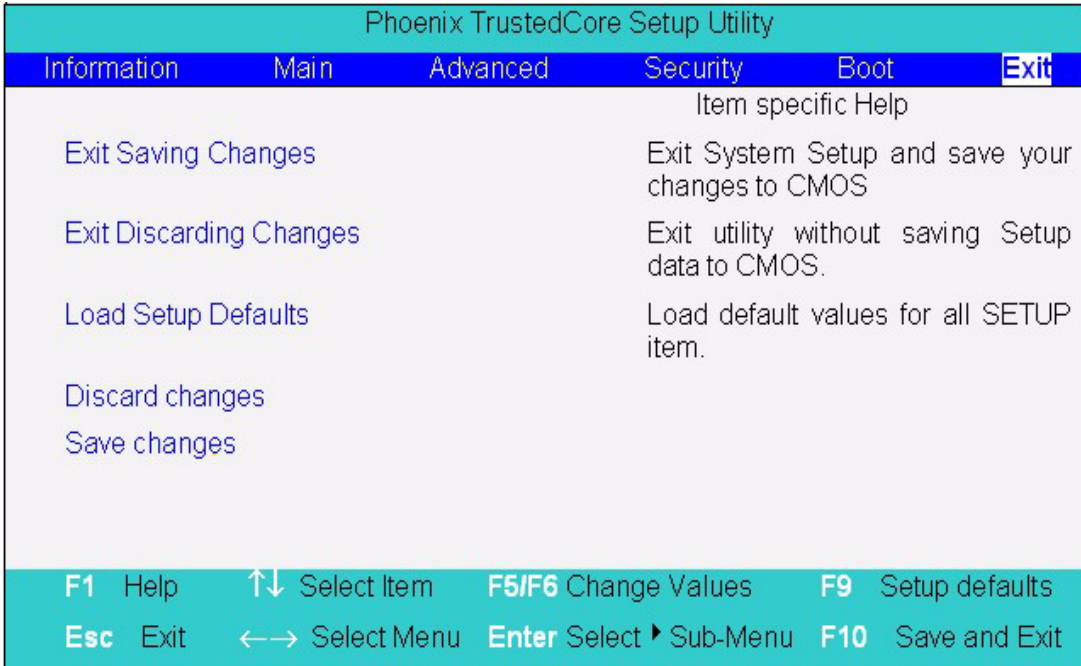 Phoenix TrustedCore Setup Utility
Information Main Advanced Security Boot Exit
Item specific Help
Exit Saving Changes
Exit System Setup and save your
changes to CMOS
Exit Discarding Changes
Exit utility without saving Setup
data to CMOS.
Load Setup Defaults
Load default values for all SETUP
item.
Discard changes
Save changes
F1 Help ↑↓ Select Item F5/F6 Change Values F9 Setup defaults
Esc Exit ←→ Select Menu Enter Select ▶ Sub-Menu F10 Save and Exit